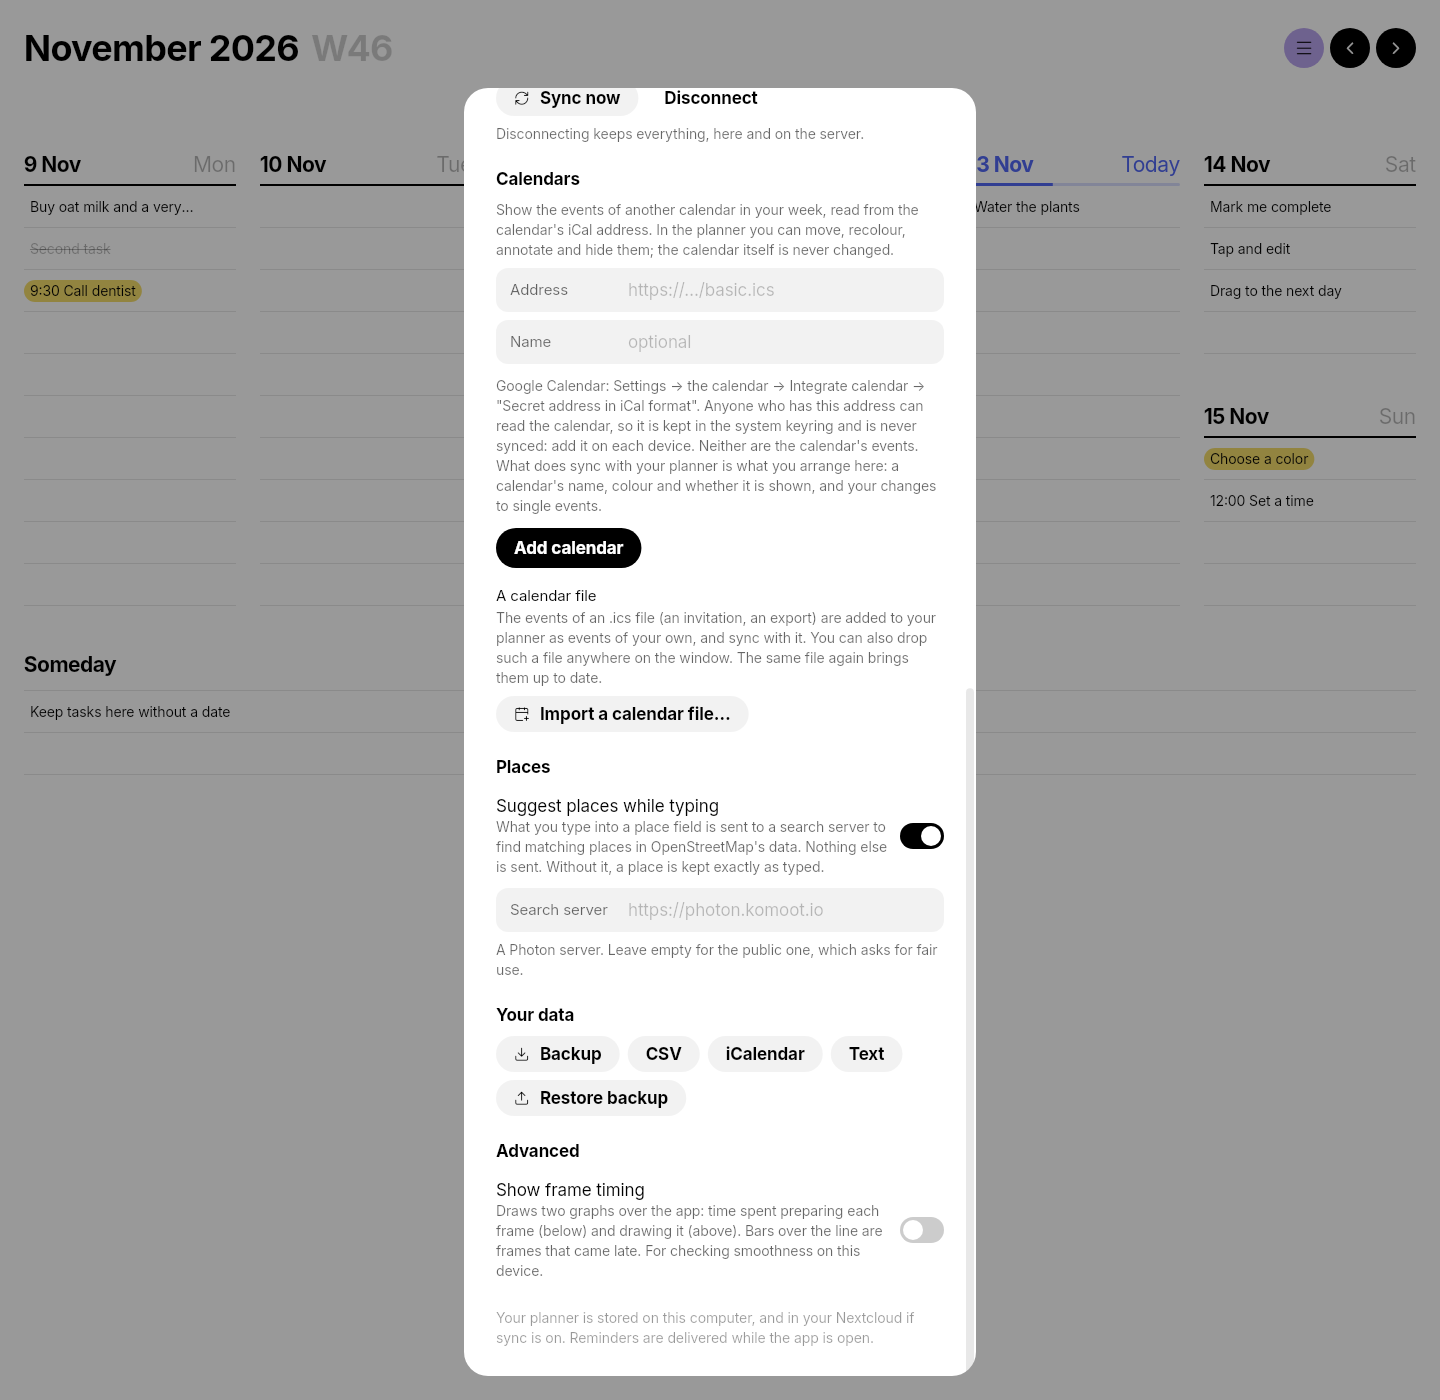 November 2026 W46
Sync now Disconnect
Disconnecting keeps everything, here and on the server.
Calendars
Show the events of another calendar in your week, read from the
calendar's iCal address. In the planner you can move, recolour,
annotate and hide them; the calendar itself is never changed.
Address https://.../basic.ics
Name optional
Google Calendar: Settings → the calendar → Integrate calendar →
"Secret address in iCal format". Anyone who has this address can
read the calendar, so it is kept in the system keyring and is never
synced: add it on each device. Neither are the calendar's events.
What does sync with your planner is what you arrange here: a
calendar's name, colour and whether it is shown, and your changes
to single events.
Add calendar
A calendar file
The events of an .ics file (an invitation, an export) are added to your
planner as events of your own, and sync with it. You can also drop
such a file anywhere on the window. The same file again brings
them up to date.
Import a calendar file...
Places
Suggest places while typing
What you type into a place field is sent to a search server to
find matching places in OpenStreetMap's data. Nothing else
is sent. Without it, a place is kept exactly as typed.
Search server https://photon.komoot.io
A Photon server. Leave empty for the public one, which asks for fair
use.
Your data
Backup CSV iCalendar Text
Restore backup
Advanced
Show frame timing
Draws two graphs over the app: time spent preparing each
frame (below) and drawing it (above). Bars over the line are
frames that came late. For checking smoothness on this
device.
Your planner is stored on this computer, and in your Nextcloud if
sync is on. Reminders are delivered while the app is open.
9 Nov Mon
Buy oat milk and a very...
Second task
9:30 Call dentist
10 Nov Tue
3 Nov Today
Water the plants
14 Nov Sat
Mark me complete
Tap and edit
Drag to the next day
15 Nov Sun
Choose a color
12:00 Set a time
Someday
Keep tasks here without a date